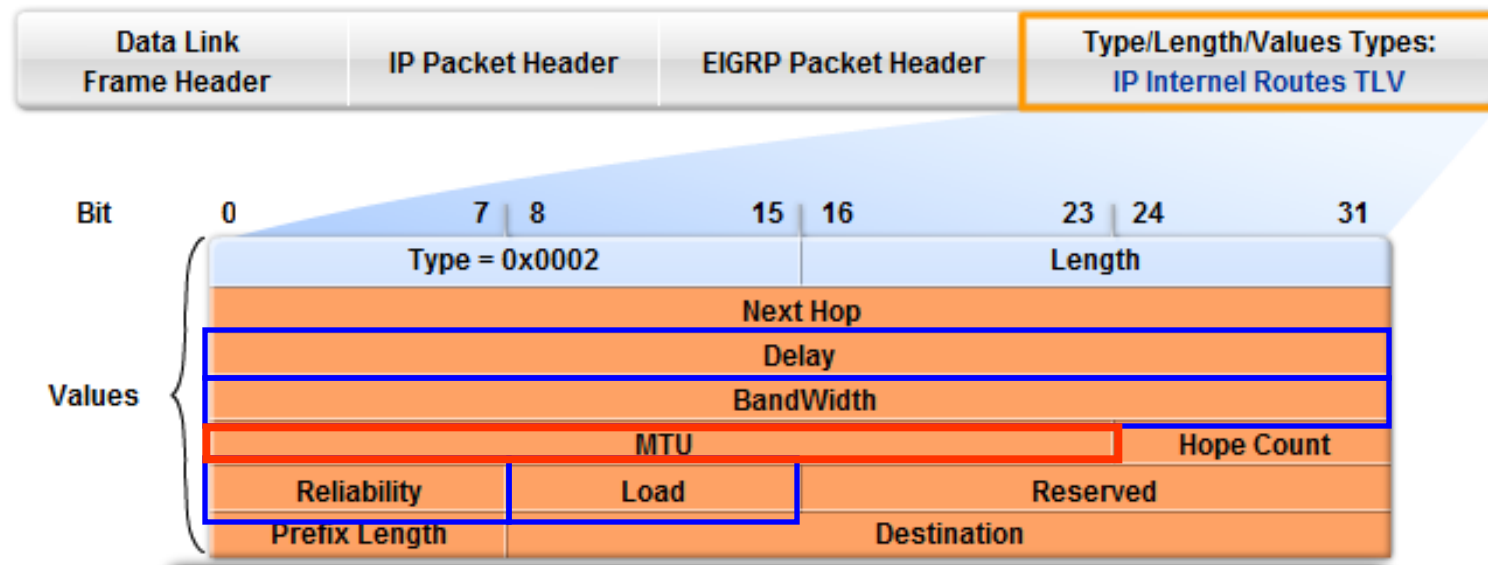 Data Link
Frame Header
IP Packet Header
EIGRP Packet Header
Type/Length/Values Types:
IP Internel Routes TLV
Bit 0 7 8 15 16 23 24 31
Type = 0x0002 Length
Next Hop
Delay
Values
BandWidth
MTU Hope Count
Reliability Load Reserved
Prefix Length Destination